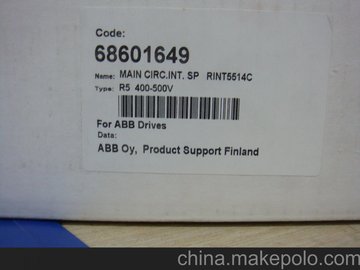 Code:
68601649
Name: MAIN CIRC.INT. SP RINT5514C
Type: R5 400-500V
For ABB Drives
Data:
ABB Oy, Product Support Finland
china.makepolo.com